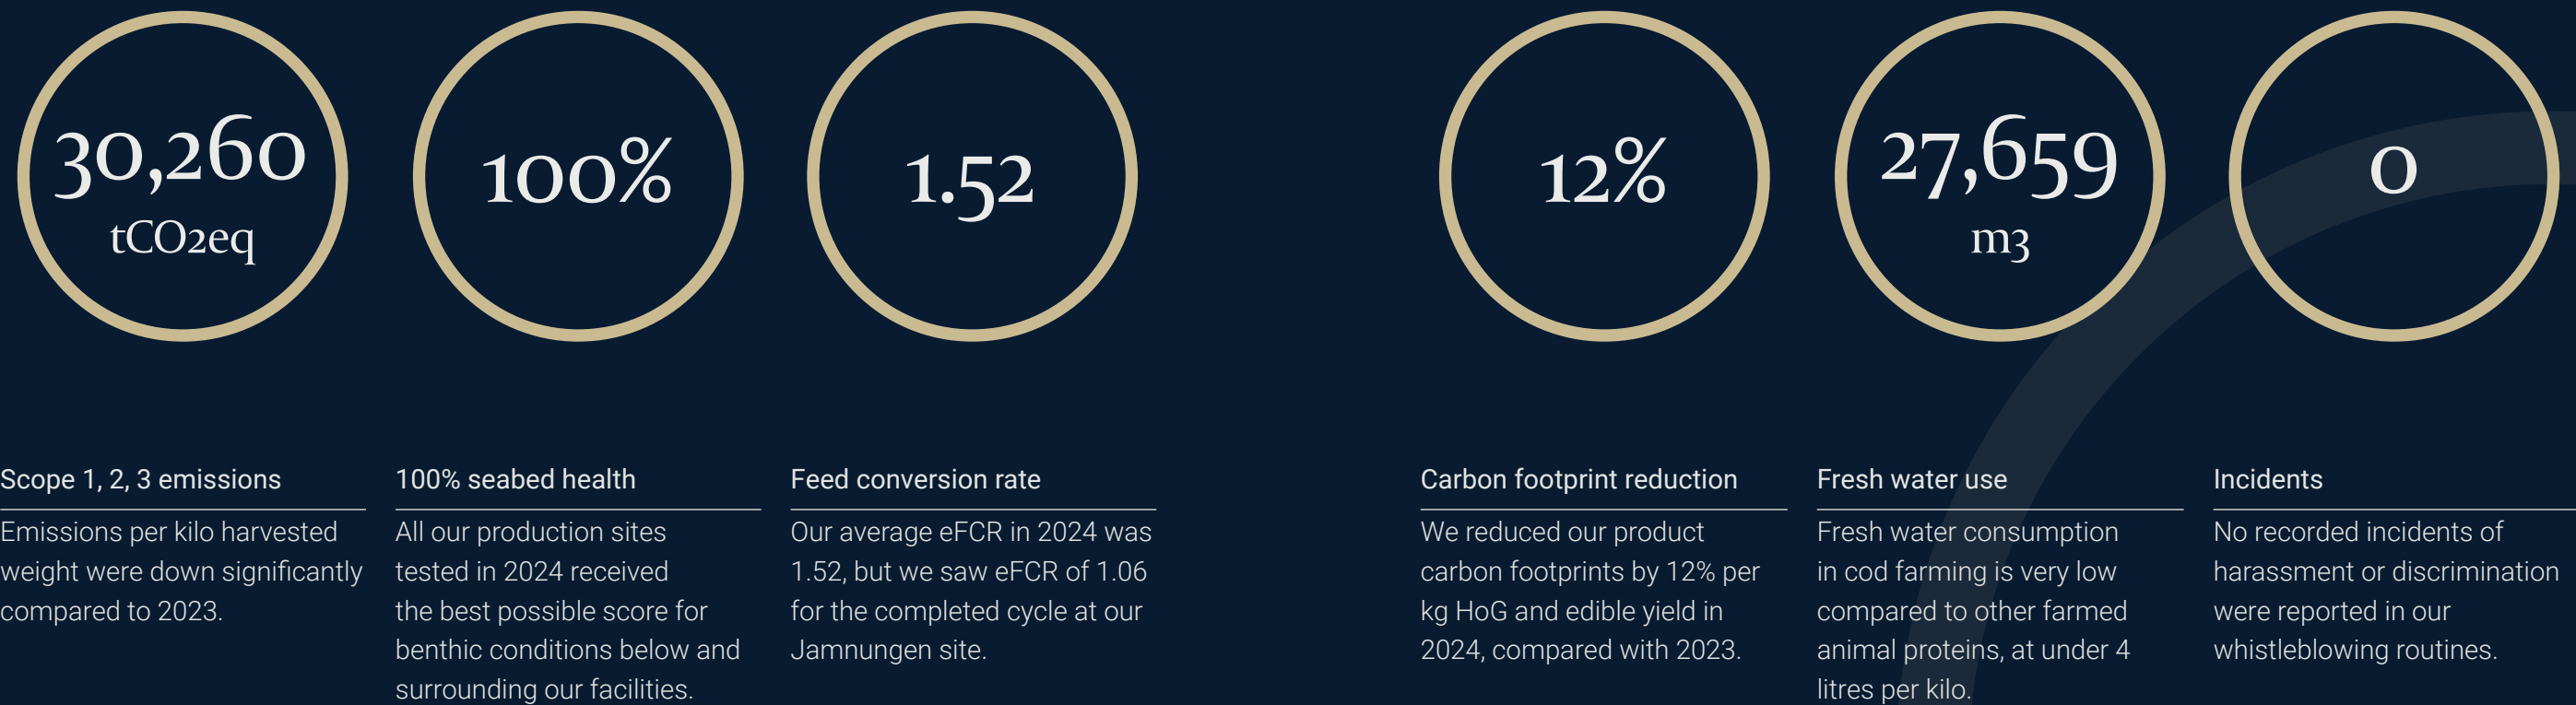 30,260
tCO2eq
100%
1.52
12%
27,659
m3
0
Scope 1, 2, 3 emissions
Emissions per kilo harvested
weight were down significantly
compared to 2023.
100% seabed health
All our production sites
tested in 2024 received
the best possible score for
benthic conditions below and
surrounding our facilities.
Feed conversion rate
Our average eFCR in 2024 was
1.52, but we saw eFCR of 1.06
for the completed cycle at our
Jamnungen site.
Carbon footprint reduction
We reduced our product
carbon footprints by 12% per
kg HoG and edible yield in
2024, compared with 2023.
Fresh water use
Fresh water consumption
in cod farming is very low
compared to other farmed
animal proteins, at under 4
litres per kilo.
Incidents
No recorded incidents of
harassment or discrimination
were reported in our
whistleblowing routines.